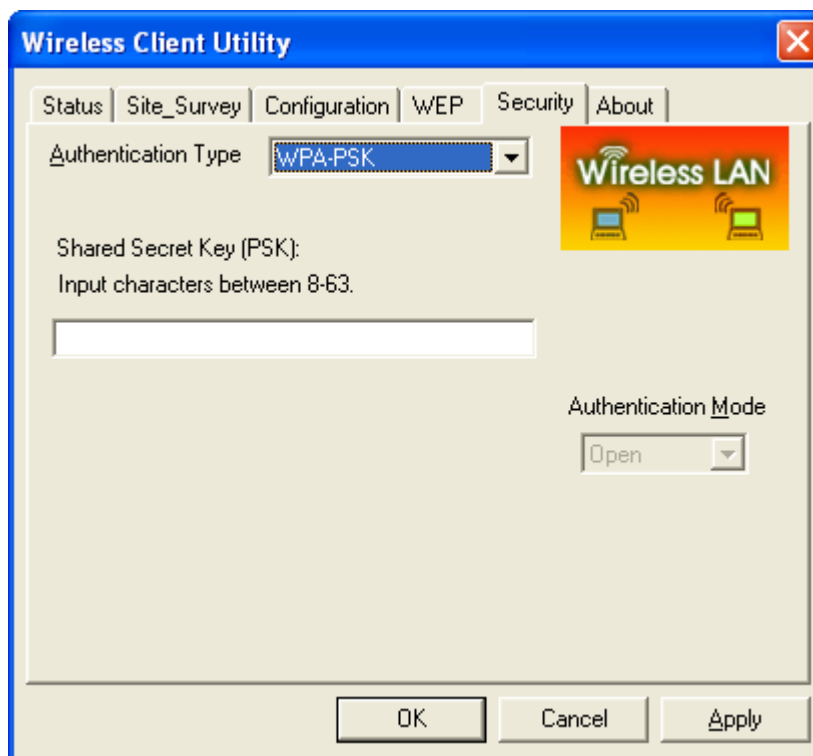 Wireless Client Utility
Status Site_Survey Configuration WEP Security About
Authentication Type WPA-PSK
Wireless LAN
Shared Secret Key (PSK):
Input characters between 8-63.
Authentication Mode
Open
OK Cancel Apply